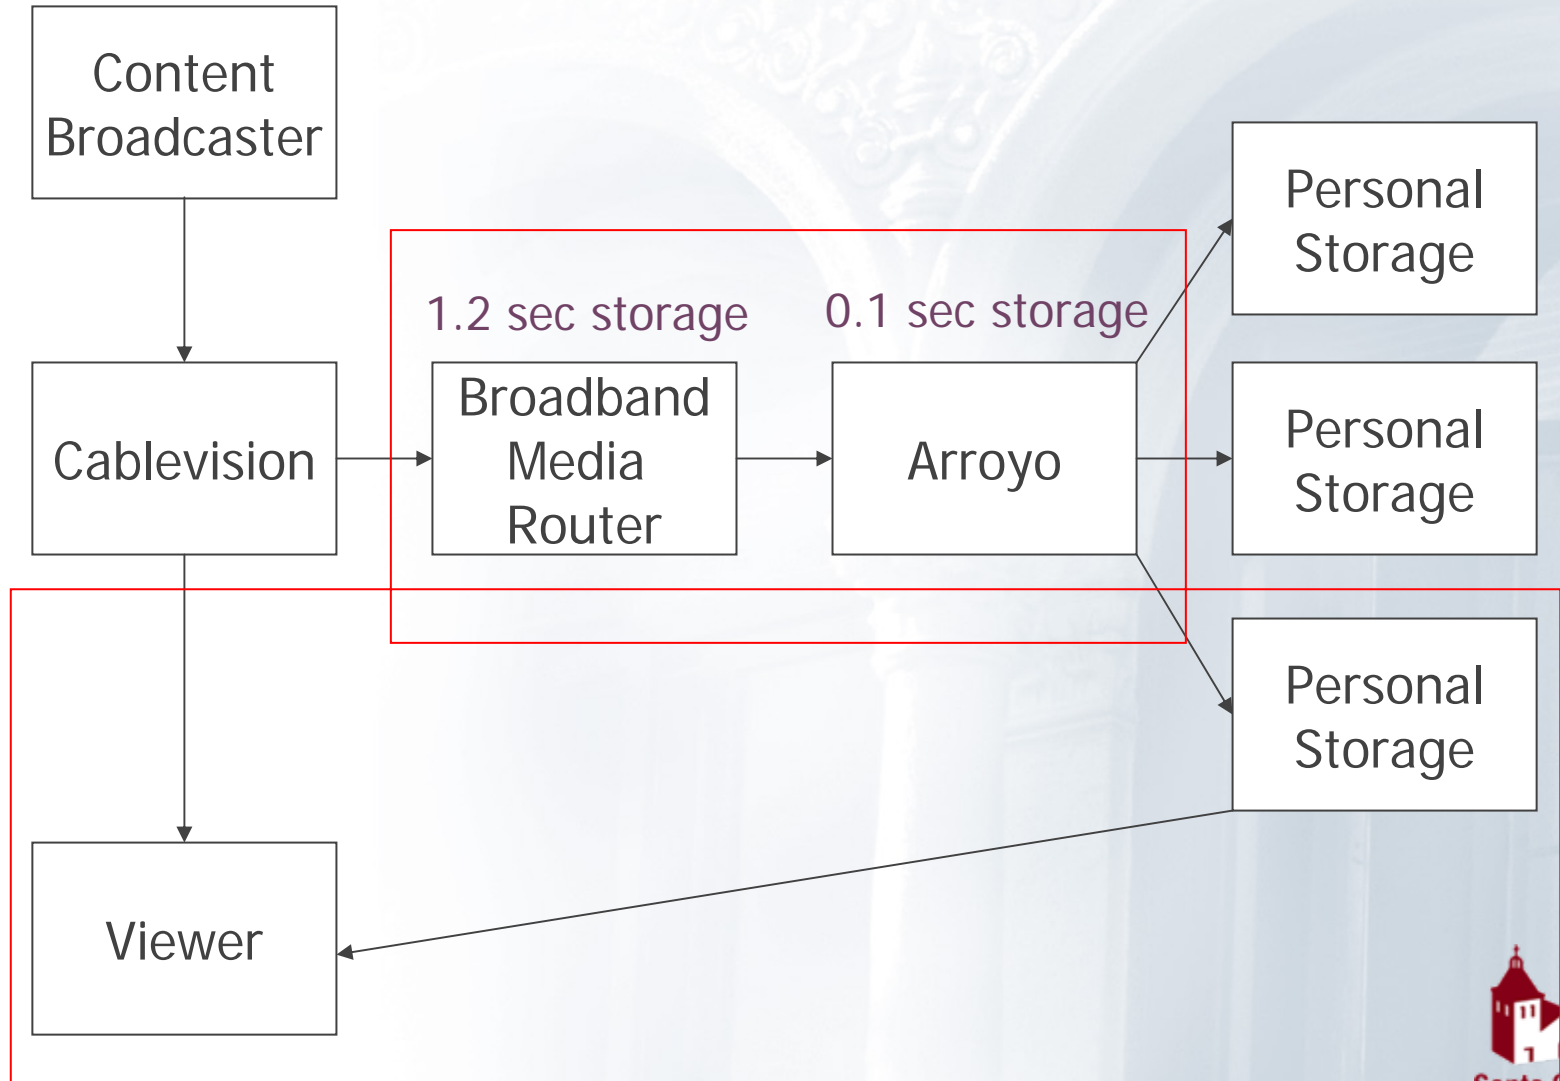 Content
Broadcaster
Personal
Storage
1.2 sec storage
0.1 sec storage
Cablevision
Broadband
Media
Router
Arroyo
Personal
Storage
Personal
Storage
Viewer